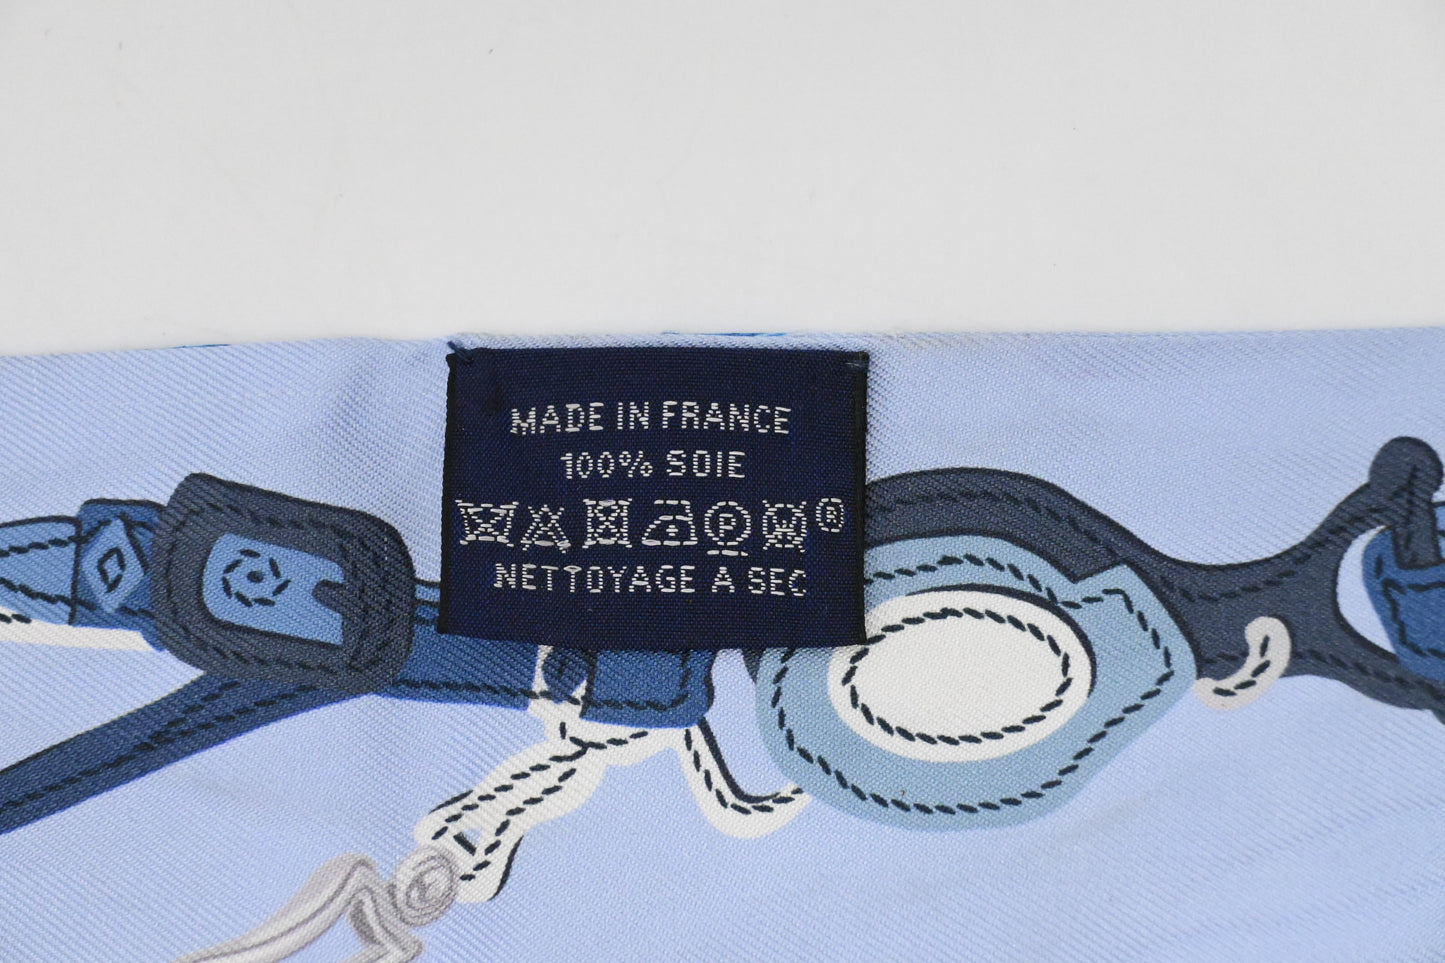 MADE IN FRANCE
100% SOIE
P ®
NETTOYAGE A SEC